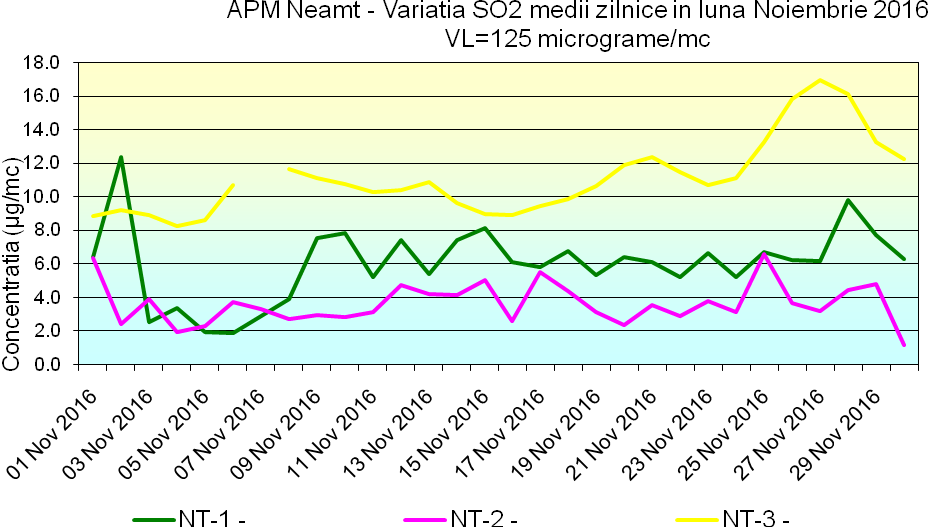 APM Neamt - Variatia SO2 medii zilnice in luna Noiembrie 2016
VL=125 micrograme/mc
Concentratia (µg/mc)
18.0
16.0
14.0
12.0
10.0
8.0
6.0
4.0
2.0
0.0
01 Nov 2016
03 Nov 2016
05 Nov 2016
07 Nov 2016
09 Nov 2016
11 Nov 2016
13 Nov 2016
15 Nov 2016
17 Nov 2016
19 Nov 2016
21 Nov 2016
23 Nov 2016
25 Nov 2016
27 Nov 2016
29 Nov 2016
NT-1 - NT-2 - NT-3 -